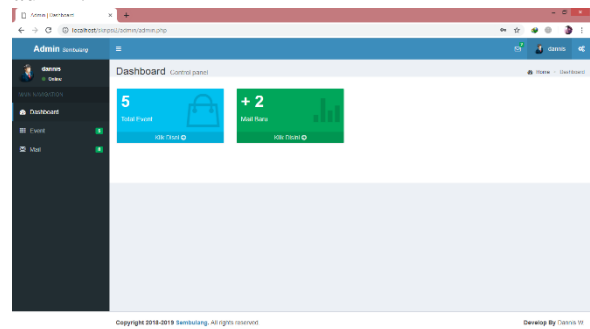 Admin | Dashboard
localhost/
/admin/admin.php
Admin Sembulang
dannis
dannis
Online
Dashboard Control panel
Home
Dashboard
MAIN NAVIGATION
Dashboard
Event
Mail
5
Total Event
Klik Disini
+ 2
Mail Baru
Klik Disini
Copyright 2018-2019 Sembulang. All rights reserved
Develop By Dannis W.